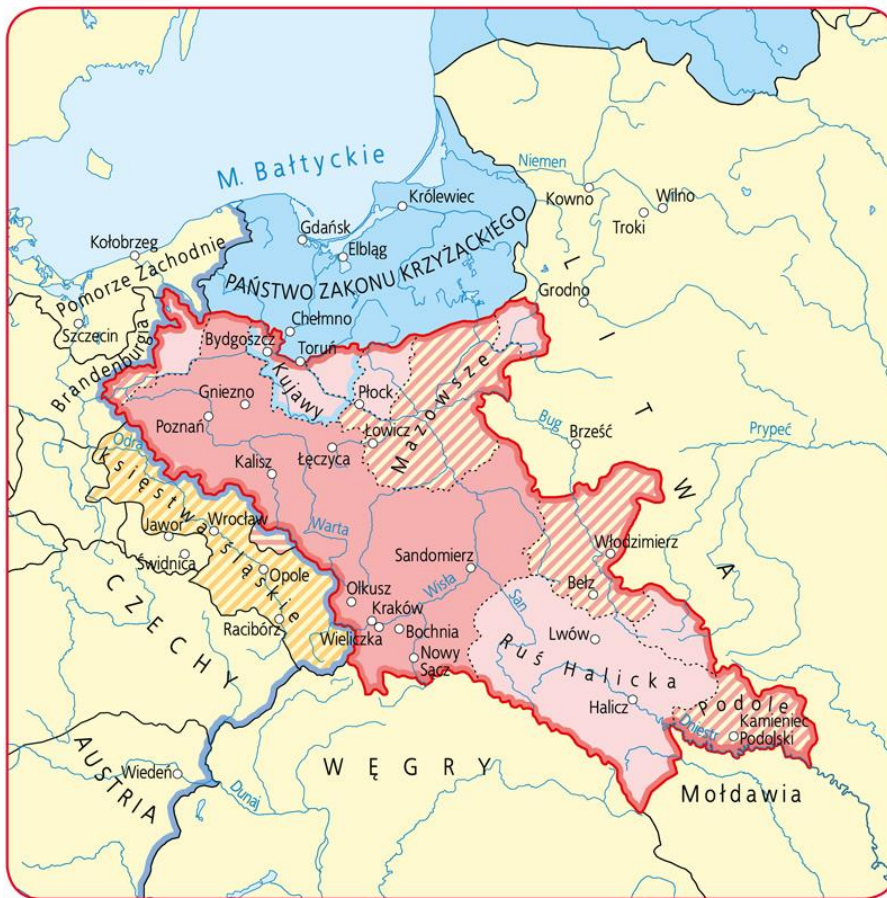 M. Bałtyckie
Niemen
Kowno
Wilno
Troki
Królewiec
Gdańsk
Elbląg
Kołobrzeg
Pomorze Zachodnie
PAŃSTWO ZAKONU KRZYŻACKIEGO
Grodno
LITWA
Szczecin
Brandenburgia
Chełmno
Bydgoszcz
Toruń
Kujawy
Gniezno
Płock
Mazowsze
Poznań
Łowicz
Bug
Brześć
Prypeć
Odra
Kalisz
Łęczyca
Księstwa śląskie
Warta
Wrocław
Jawor
Świdnica
Sandomierz
Włodzimierz
Opole
Olkusz
Wisła
Bełz
San
CZECHY
Racibórz
Kraków
Wieliczka
Bochnia
Lwów
Nowy
Sącz
Ruś Halicka
Halicz
Podole
Dniestr
Kamieniec
Podolski
AUSTRIA
Wiedeń
Dunaj
WĘGRY
Mołdawia